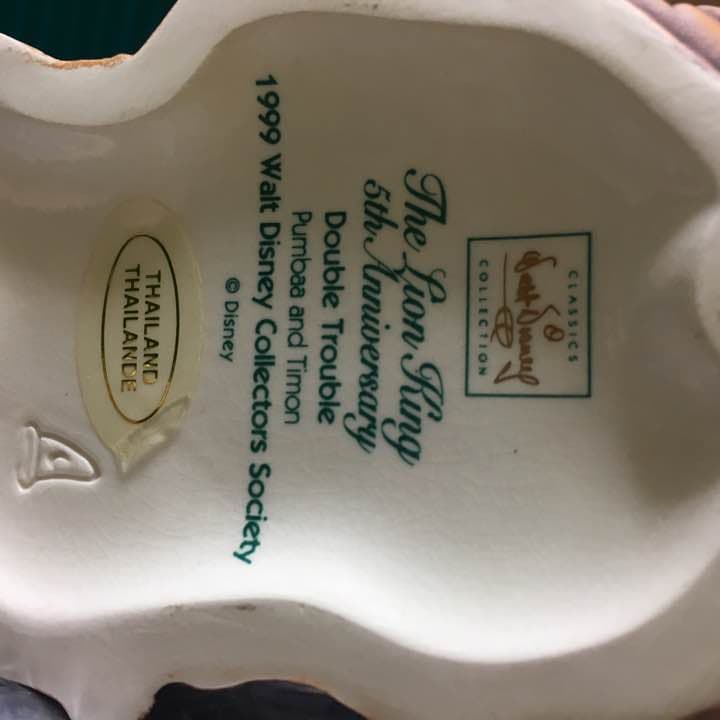 CLASSICS
Walt Disney
COLLECTION
The Lion King
5th Anniversary
Double Trouble
Pumbaa and Timon
1999 Walt Disney Collectors Society
© Disney
THAILAND
THAILANDE